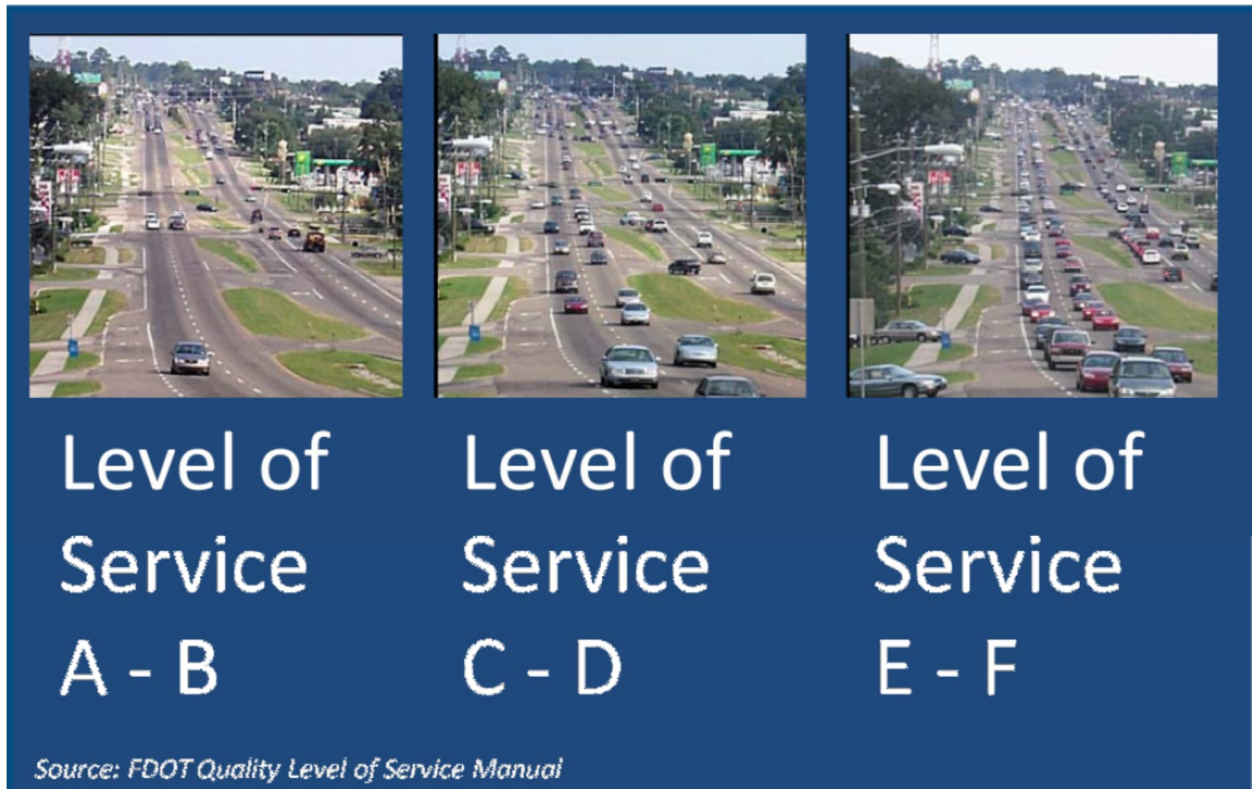 Level of
Service
A - B
Level of
Service
C - D
Level of
Service
E - F
Source: FDOT Quality Level of Service Manual